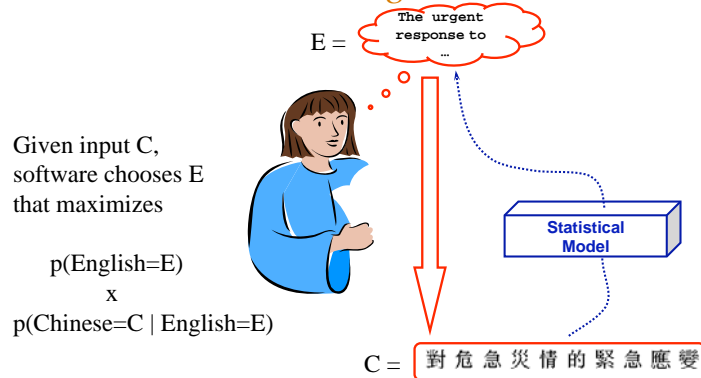 E =
The urgent
response to
…
Given input C,
software chooses E
that maximizes
p(English=E)
x
p(Chinese=C | English=E)
Statistical
Model
C =
對危急災情的緊急應變